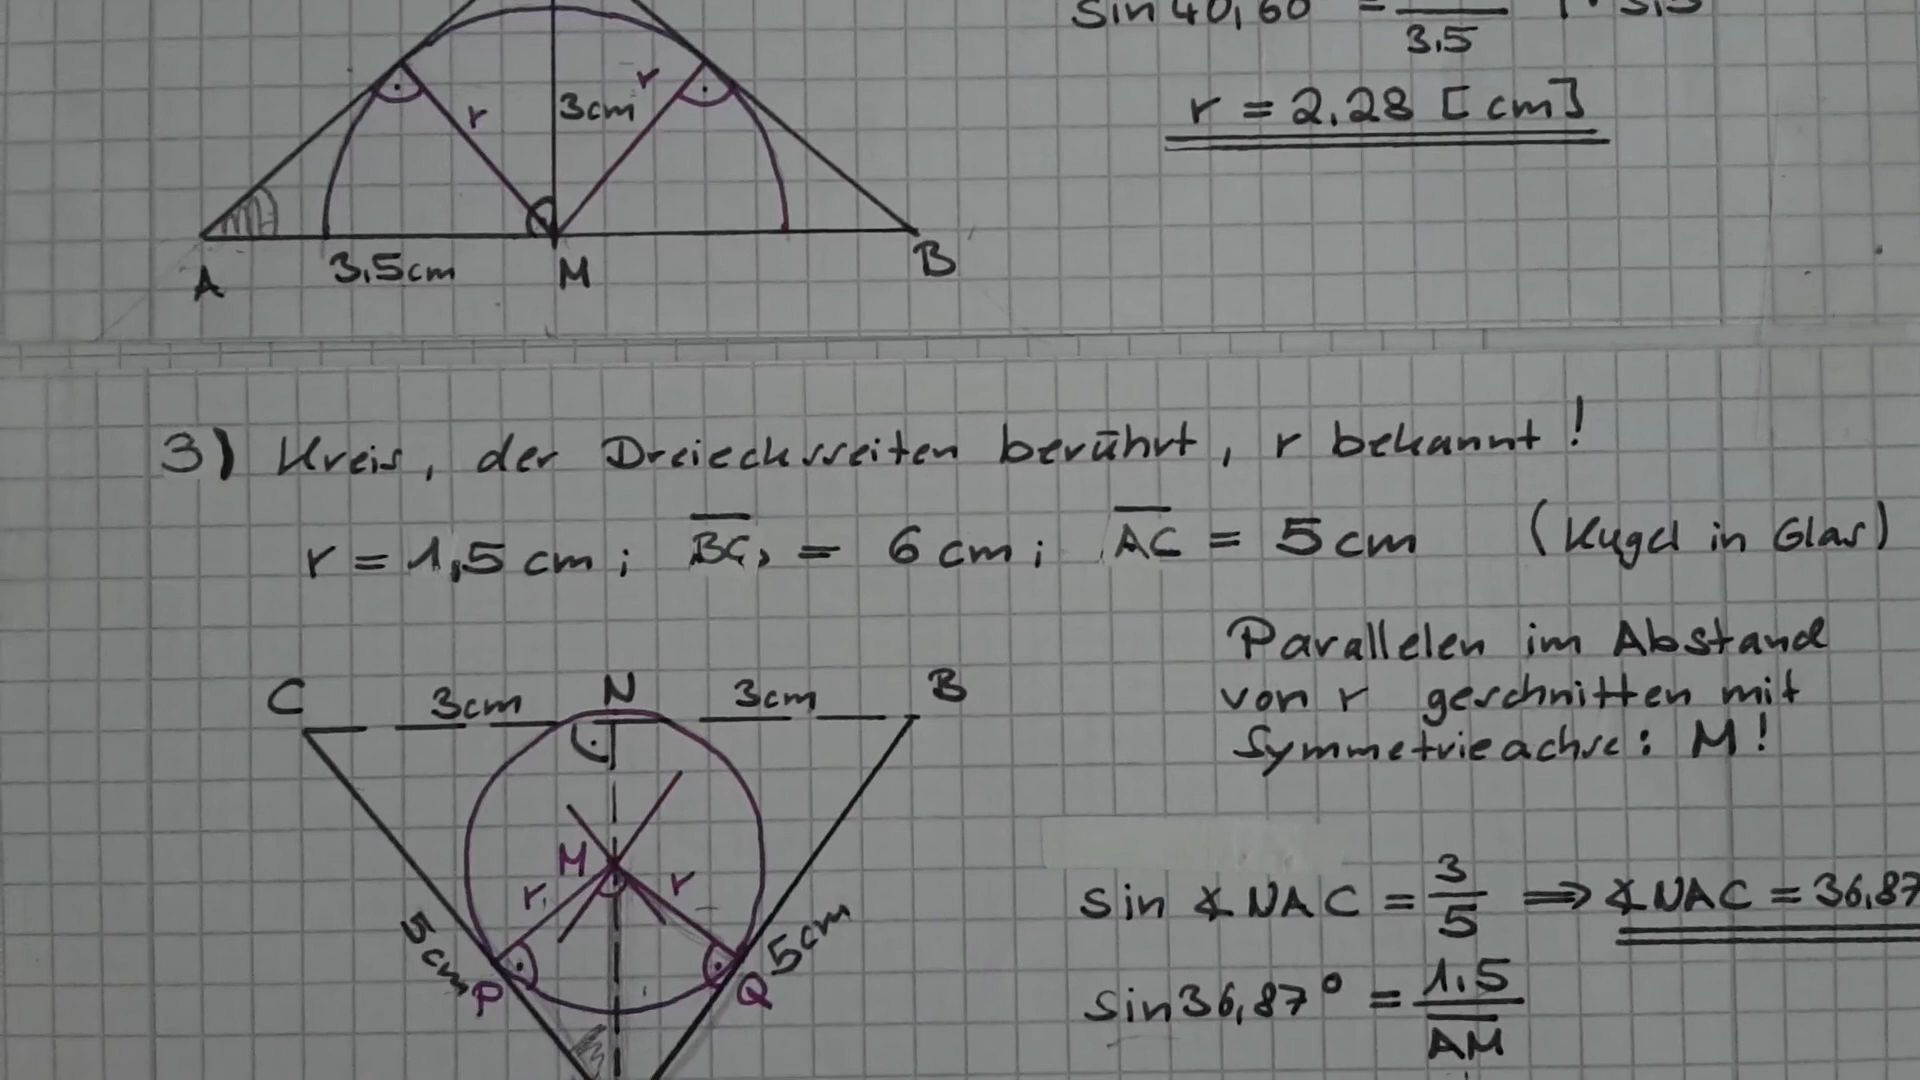 sin 40,60° =
3.5
3cm
r
r
r = 2.28 [cm]
A
3.5cm
M
B
3) Kreis, der Dreiecksseiten berührt, r bekannt!
r = 1,5 cm; BC = 6 cm; AC = 5 cm (Kugel in Glas)
Parallelen im Abstand
von r geschnitten mit
Symmetrieachse: M!
C
3cm
N
3cm
B
M
r
r
5cm
5cm
P
Q
sin ∢ NAC = 3/5 ⟹ ∢ NAC = 36,87
sin 36,87° = 1.5/AM